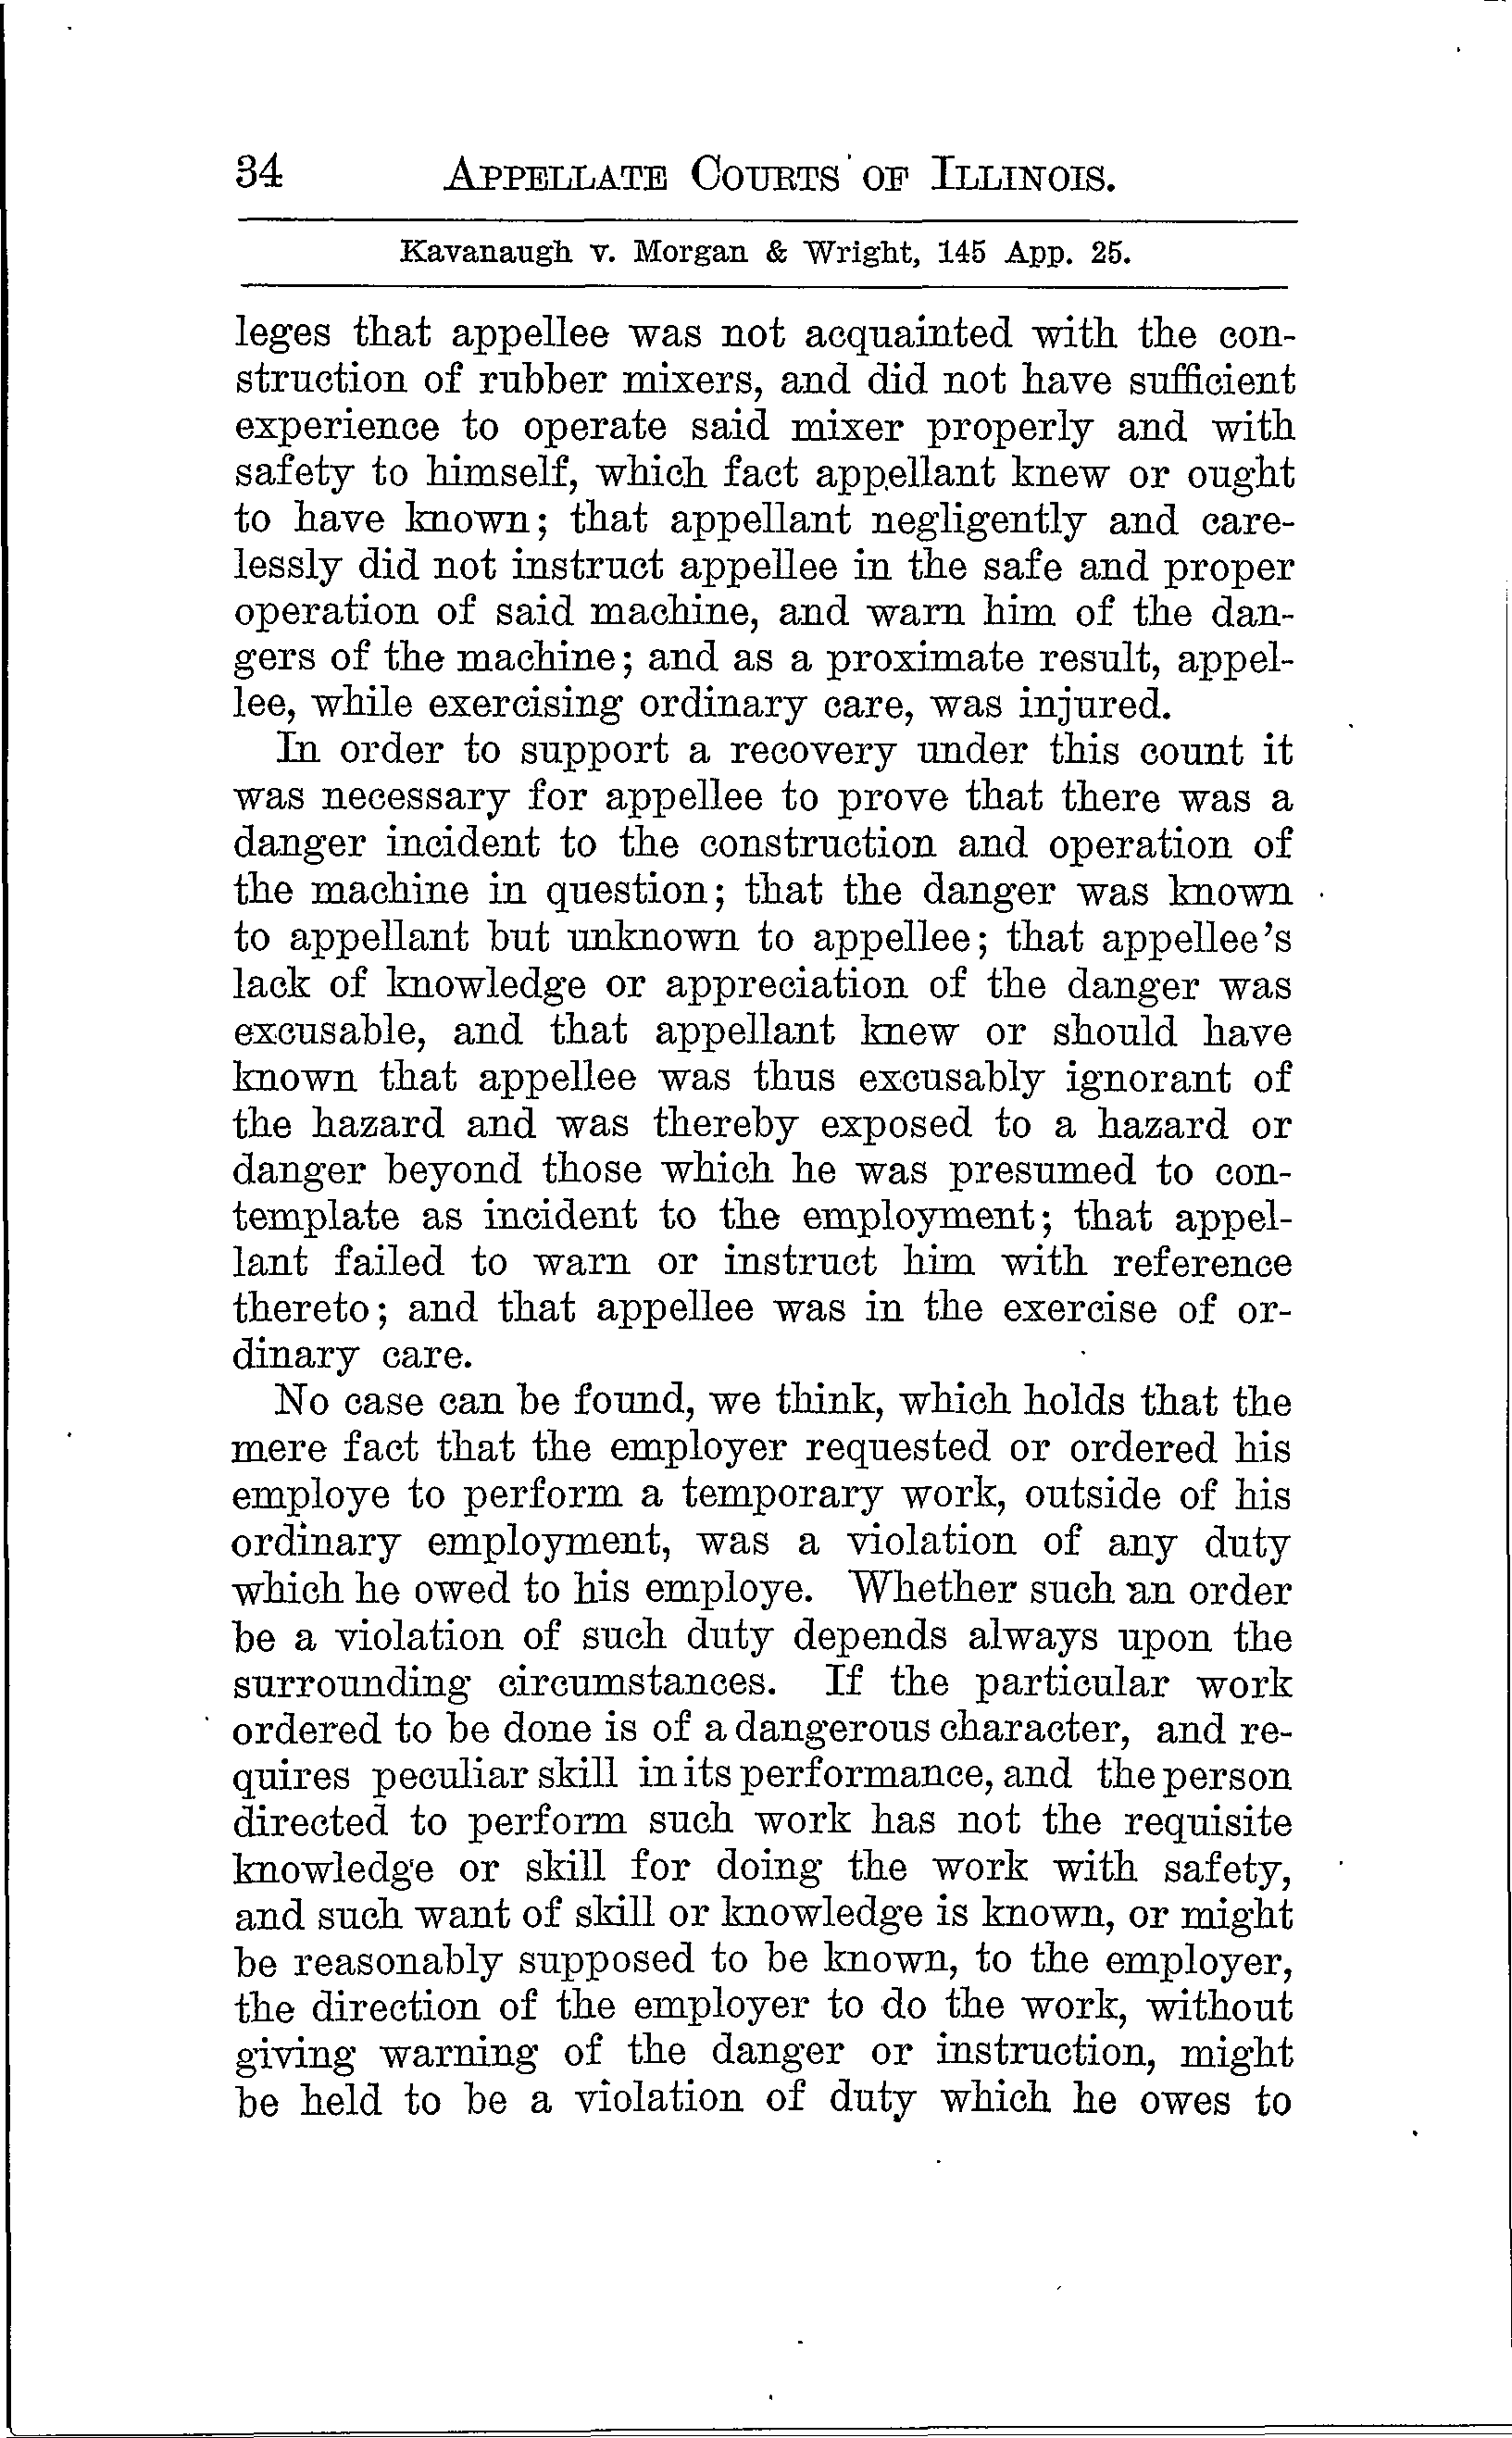 34 APPELLATE COURTS OF ILLINOIS.
Kavanaugh v. Morgan & Wright, 145 App. 25.
leges that appellee was not acquainted with the con-
struction of rubber mixers, and did not have sufficient
experience to operate said mixer properly and with
safety to himself, which fact appellant knew or ought
to have known; that appellant negligently and care-
lessly did not instruct appellee in the safe and proper
operation of said machine, and warn him of the dan-
gers of the machine; and as a proximate result, appel-
lee, while exercising ordinary care, was injured.
In order to support a recovery under this count it
was necessary for appellee to prove that there was a
danger incident to the construction and operation of
the machine in question; that the danger was known
to appellant but unknown to appellee; that appellee's
lack of knowledge or appreciation of the danger was
excusable, and that appellant knew or should have
known that appellee was thus excusably ignorant of
the hazard and was thereby exposed to a hazard or
danger beyond those which he was presumed to con-
template as incident to the employment; that appel-
lant failed to warn or instruct him with reference
thereto; and that appellee was in the exercise of or-
dinary care.
No case can be found, we think, which holds that the
mere fact that the employer requested or ordered his
employe to perform a temporary work, outside of his
ordinary employment, was a violation of any duty
which he owed to his employe. Whether such an order
be a violation of such duty depends always upon the
surrounding circumstances. If the particular work
ordered to be done is of a dangerous character, and re-
quires peculiar skill in its performance, and the person
directed to perform such work has not the requisite
knowledge or skill for doing the work with safety,
and such want of skill or knowledge is known, or might
be reasonably supposed to be known, to the employer,
the direction of the employer to do the work, without
giving warning of the danger or instruction, might
be held to be a violation of duty which he owes to